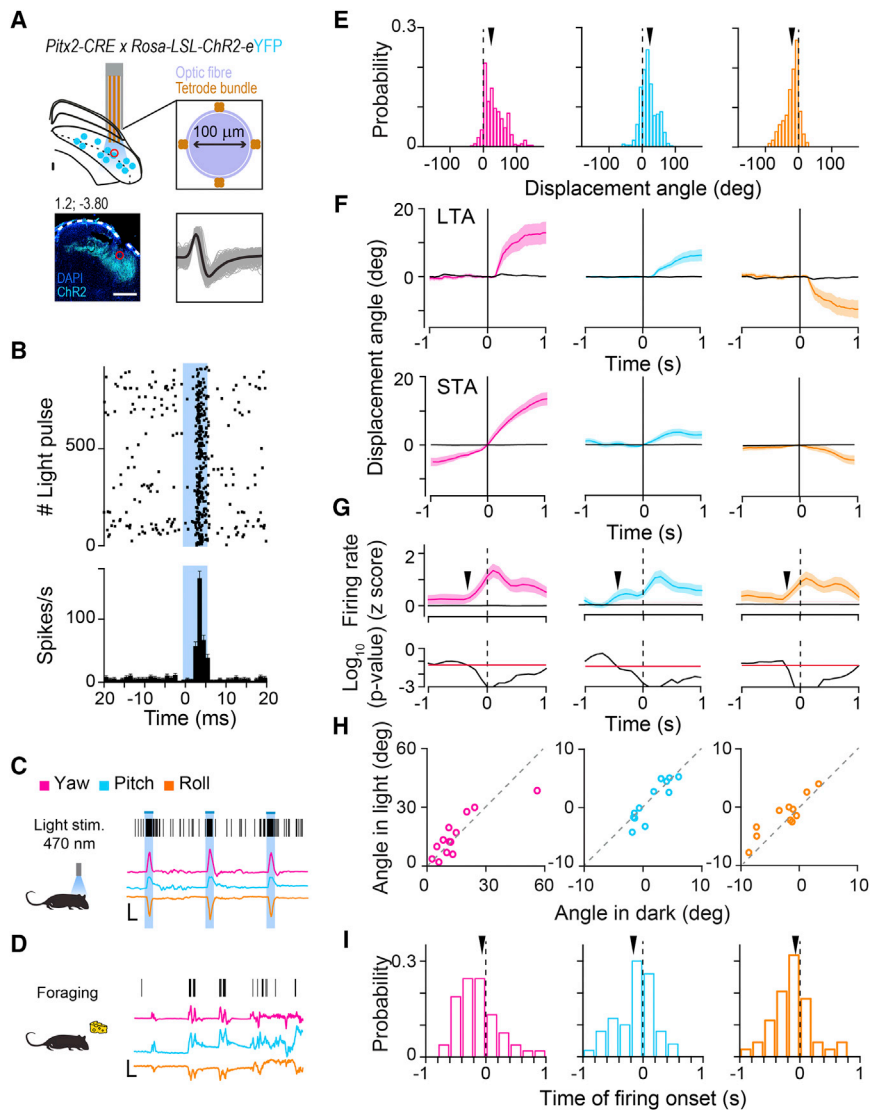 A
Pitx2-CRE x Rosa-LSL-ChR2-eYFP
Optic fibre
Tetrode bundle
100 μm
1.2; -3.80
DAPI
ChR2
B
# Light pulse
500
0
Spikes/s
100
0
20 10 0 10 20
Time (ms)
C
Yaw Pitch Roll
Light stim.
470 nm
D
Foraging
E
Probability
0.3
0
-100 0 100
-100 0 100
-100 0 100
Displacement angle (deg)
F
Displacement angle (deg)
LTA
20
0
-1 0 1
-1 0 1
-1 0 1
Time (s)
STA
20
0
-1 0 1
-1 0 1
-1 0 1
Time (s)
G
Firing rate (z score)
2
0
Log10 (p-value)
0
-3
-1 0 1
-1 0 1
-1 0 1
Time (s)
H
Angle in light (deg)
60
30
0
0 30 60
10
0
-10
-10 0 10
10
0
-10
-10 0 10
Angle in dark (deg)
I
Probability
0.3
0
-1 0 1
-1 0 1
-1 0 1
Time of firing onset (s)